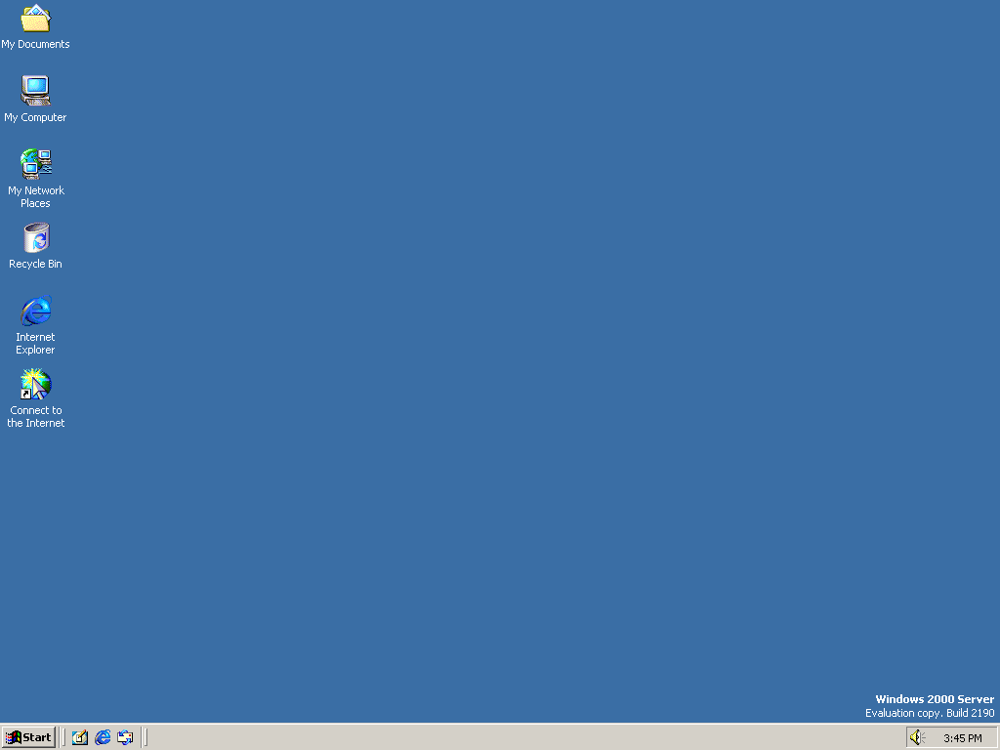 My Documents
My Computer
My Network
Places
Recycle Bin
Internet
Explorer
Connect to
the Internet
Windows 2000 Server
Evaluation copy. Build 2190
Start
3:45 PM